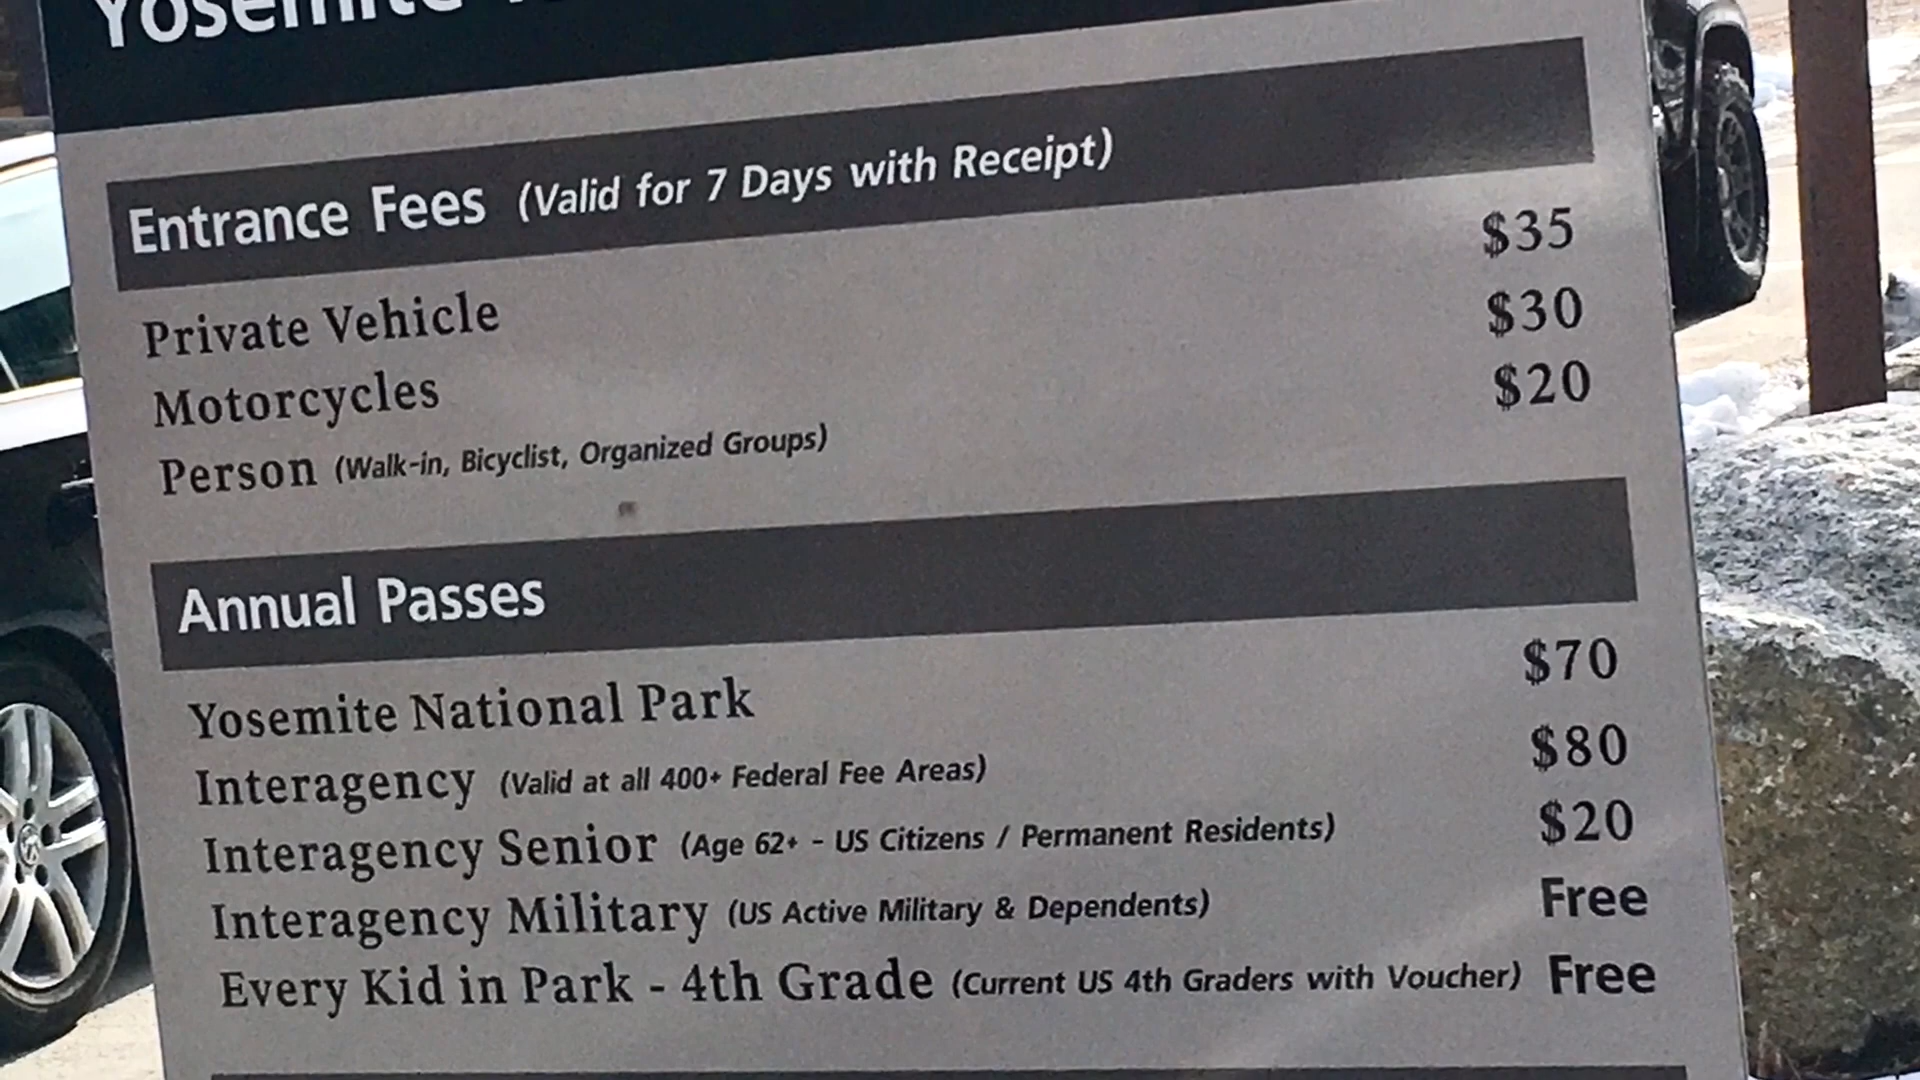 Yosemite
Entrance Fees (Valid for 7 Days with Receipt)
Private Vehicle $35
Motorcycles $30
Person (Walk-in, Bicyclist, Organized Groups) $20
Annual Passes
Yosemite National Park $70
Interagency (Valid at all 400+ Federal Fee Areas) $80
Interagency Senior (Age 62+ - US Citizens / Permanent Residents) $20
Interagency Military (US Active Military & Dependents) Free
Every Kid in Park - 4th Grade (Current US 4th Graders with Voucher) Free